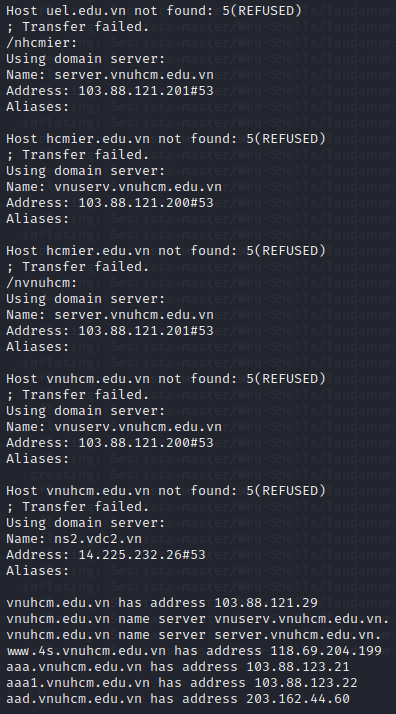 Host uel.edu.vn not found: 5(REFUSED)
; Transfer failed.
/nhcmier:
Using domain server:
Name: server.vnuhcm.edu.vn
Address: 103.88.121.201#53
Aliases:
Host hcmier.edu.vn not found: 5(REFUSED)
; Transfer failed.
Using domain server:
Name: vnuserv.vnuhcm.edu.vn
Address: 103.88.121.200#53
Aliases:
Host hcmier.edu.vn not found: 5(REFUSED)
; Transfer failed.
/nvnuhcm:
Using domain server:
Name: server.vnuhcm.edu.vn
Address: 103.88.121.201#53
Aliases:
Host vnuhcm.edu.vn not found: 5(REFUSED)
; Transfer failed.
Using domain server:
Name: vnuserv.vnuhcm.edu.vn
Address: 103.88.121.200#53
Aliases:
Host vnuhcm.edu.vn not found: 5(REFUSED)
; Transfer failed.
Using domain server:
Name: ns2.vdc2.vn
Address: 14.225.232.26#53
Aliases:
vnuhcm.edu.vn has address 103.88.121.29
vnuhcm.edu.vn name server vnuserv.vnuhcm.edu.vn.
vnuhcm.edu.vn name server server.vnuhcm.edu.vn.
www.4s.vnuhcm.edu.vn has address 118.69.204.199
aaa.vnuhcm.edu.vn has address 103.88.123.21
aaa1.vnuhcm.edu.vn has address 103.88.123.22
aad.vnuhcm.edu.vn has address 203.162.44.60